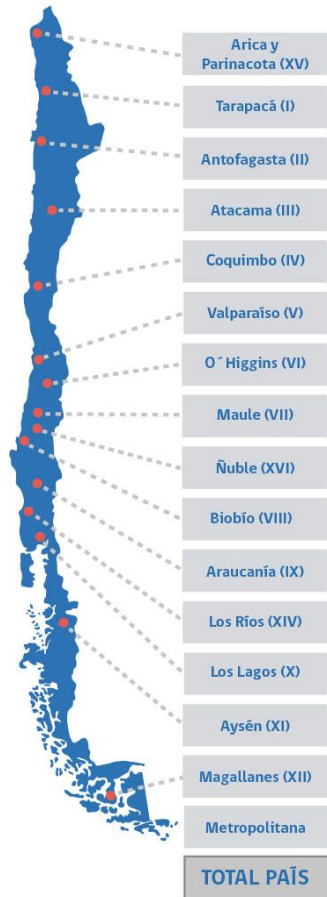 Arica y
Parinacota (XV)
Tarapacá (I)
Antofagasta (II)
Atacama (III)
Coquimbo (IV)
Valparaíso (V)
O´Higgins (VI)
Maule (VII)
Ñuble (XVI)
Biobío (VIII)
Araucanía (IX)
Los Ríos (XIV)
Los Lagos (X)
Aysén (XI)
Magallanes (XII)
Metropolitana
TOTAL PAÍS